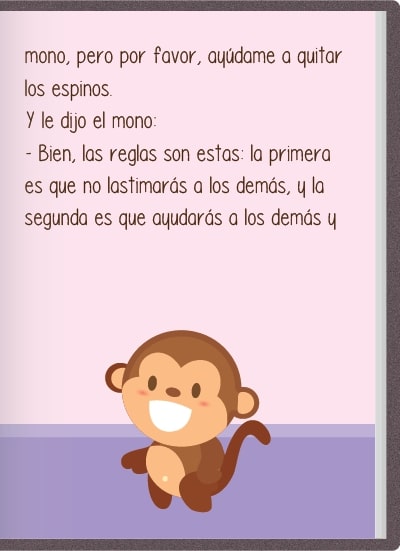 mono, pero por favor, ayúdame a quitar
los espinos.
Y le dijo el mono:
- Bien, las reglas son estas: la primera
es que no lastimarás a los demás, y la
segunda es que ayudarás a los demás y